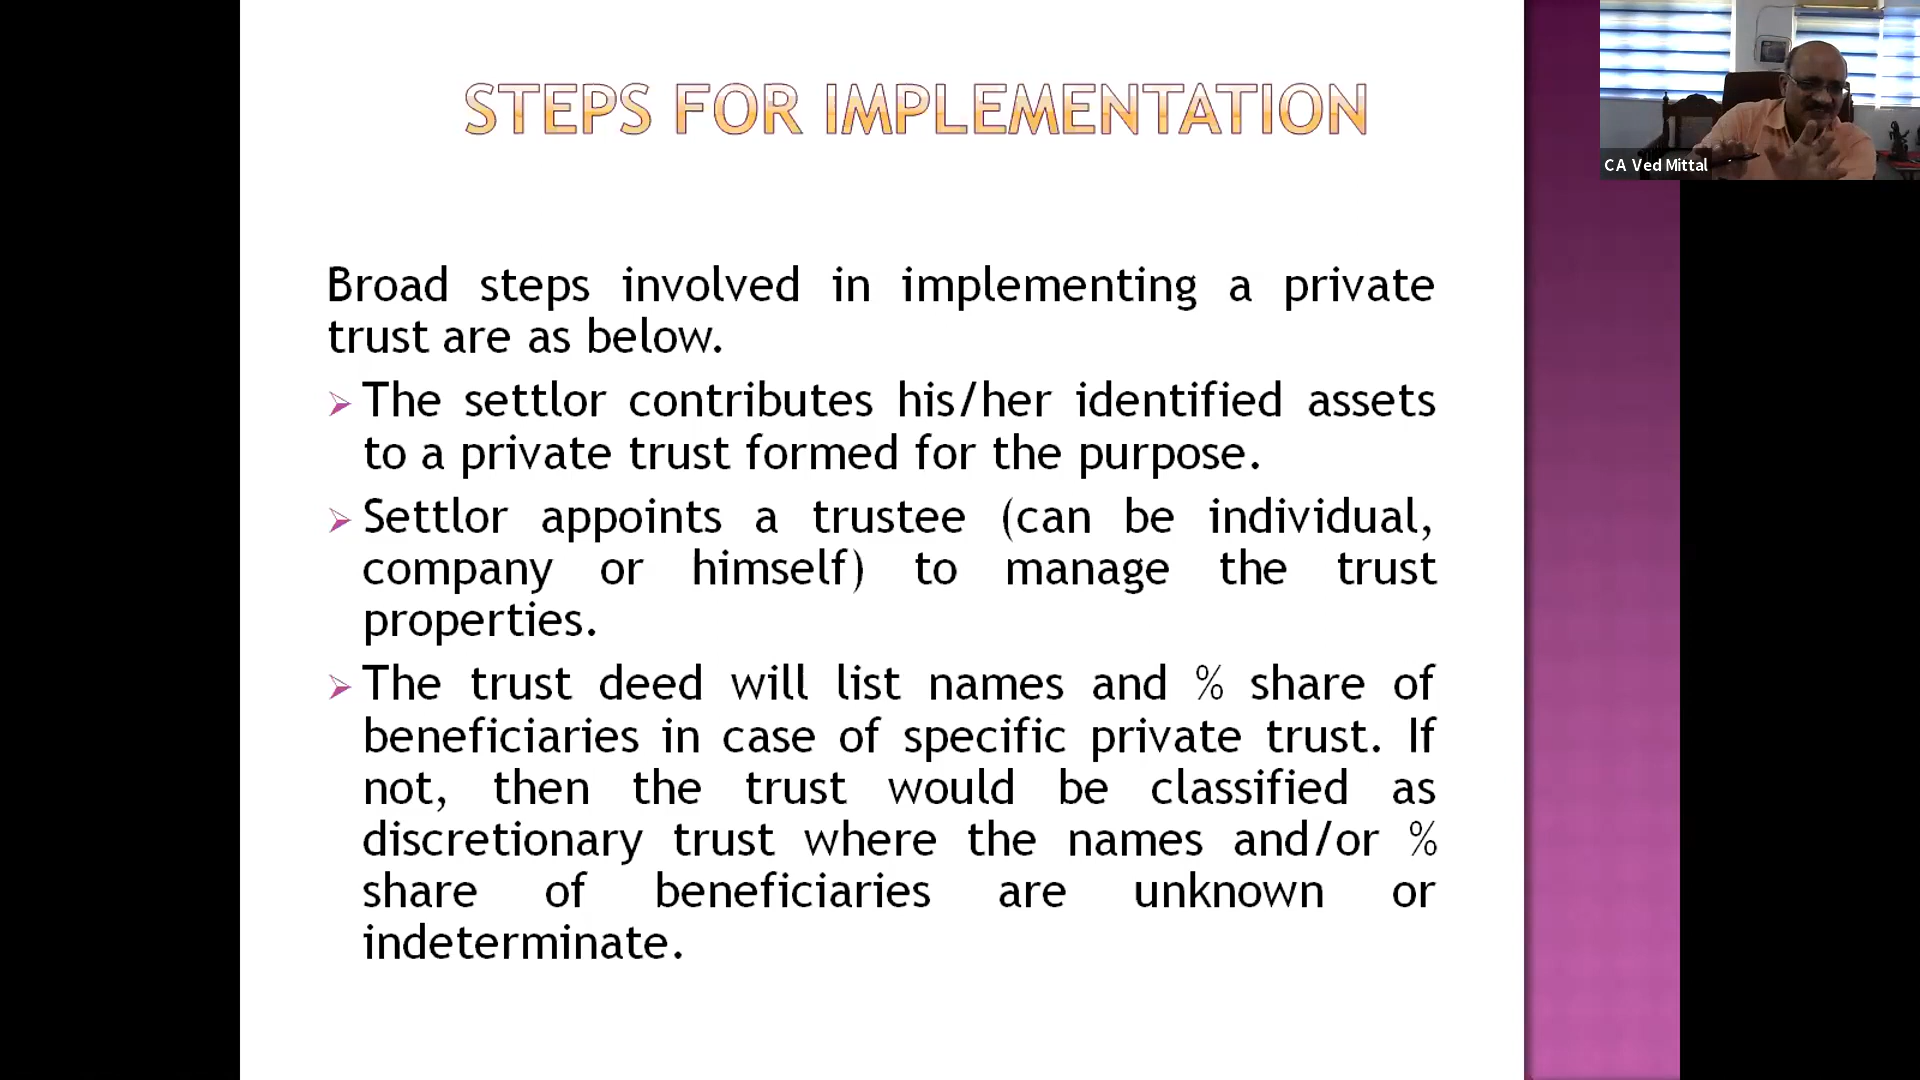 STEPS FOR IMPLEMENTATION
CA Ved Mittal
Broad steps involved in implementing a private
trust are as below.
The settlor contributes his/her identified assets
to a private trust formed for the purpose.
Settlor appoints a trustee (can be individual,
company or himself) to manage the trust
properties.
The trust deed will list names and % share of
beneficiaries in case of specific private trust. If
not, then the trust would be classified as
discretionary trust where the names and/or %
share of beneficiaries are unknown or
indeterminate.